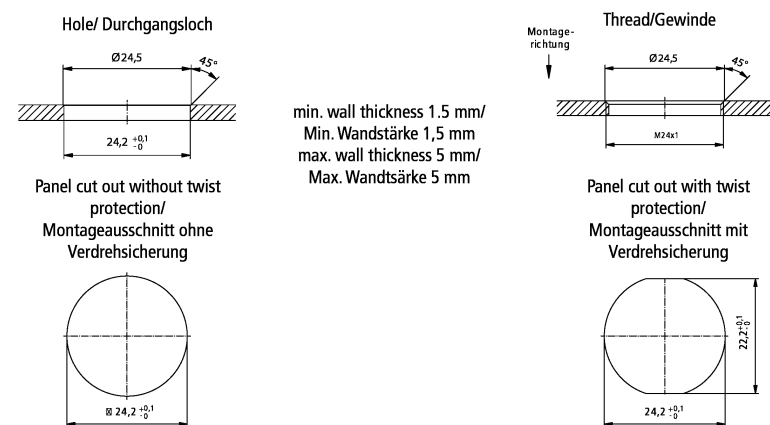 Hole/ Durchgangsloch
Ø24,5
45°
24,2 +0,1 -0
Panel cut out without twist
protection/
Montageausschnitt ohne
Verdrehsicherung
24,2 +0,1 -0
min. wall thickness 1.5 mm/
Min. Wandstärke 1,5 mm
max. wall thickness 5 mm/
Max. Wandtsärke 5 mm
Thread/Gewinde
Montage-
richtung
Ø24,5
45°
M24x1
Panel cut out with twist
protection/
Montageausschnitt mit
Verdrehsicherung
22,2 +0,1 -0
24,2 +0,1 -0